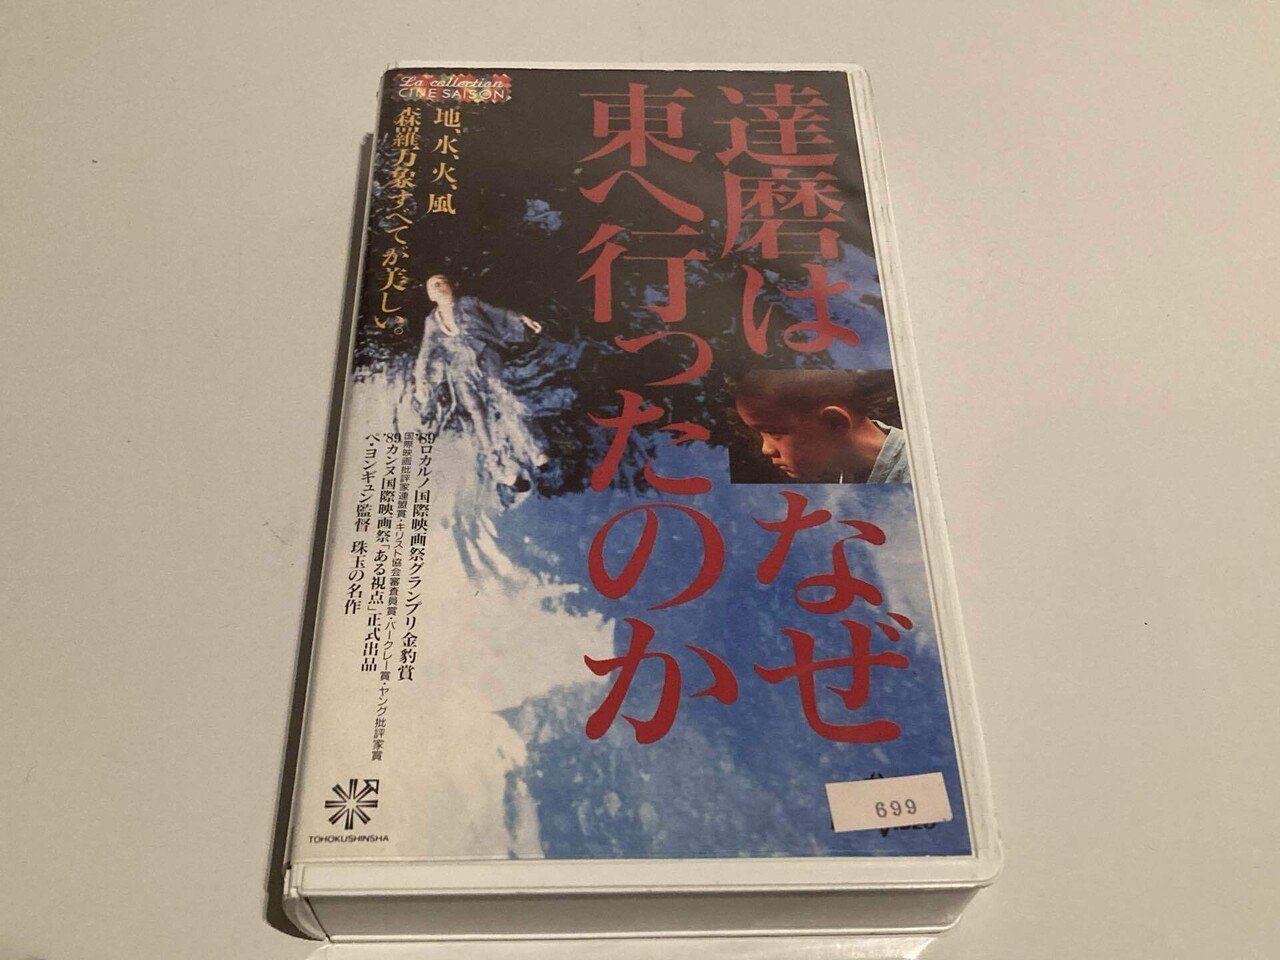 La collection
CINE SAISON
達磨は なぜ
東へ行ったのか
地、水、火、風
森羅万象すべてが美しい。
'89ロカルノ国際映画祭グランプリ金豹賞
国際映画批評家連盟賞・キリスト協会審査員賞・バークレー賞・ヤング批評家賞
'89カンヌ国際映画祭「ある視点」正式出品
ペ・ヨンギュン監督 珠玉の名作
TOHOKUSHINSHA
699